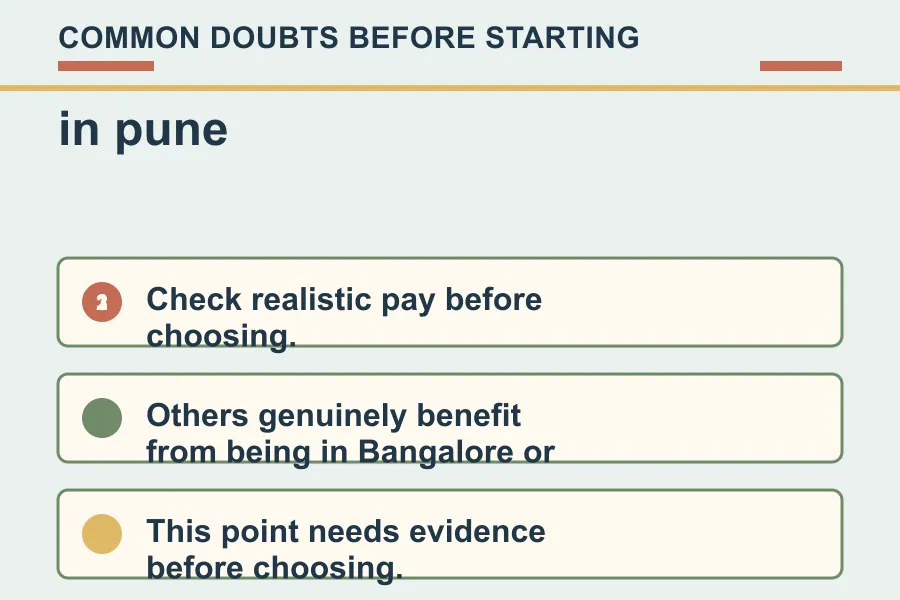 COMMON DOUBTS BEFORE STARTING
in pune
Check realistic pay before
choosing.
Others genuinely benefit
from being in Bangalore or
This point needs evidence
before choosing.